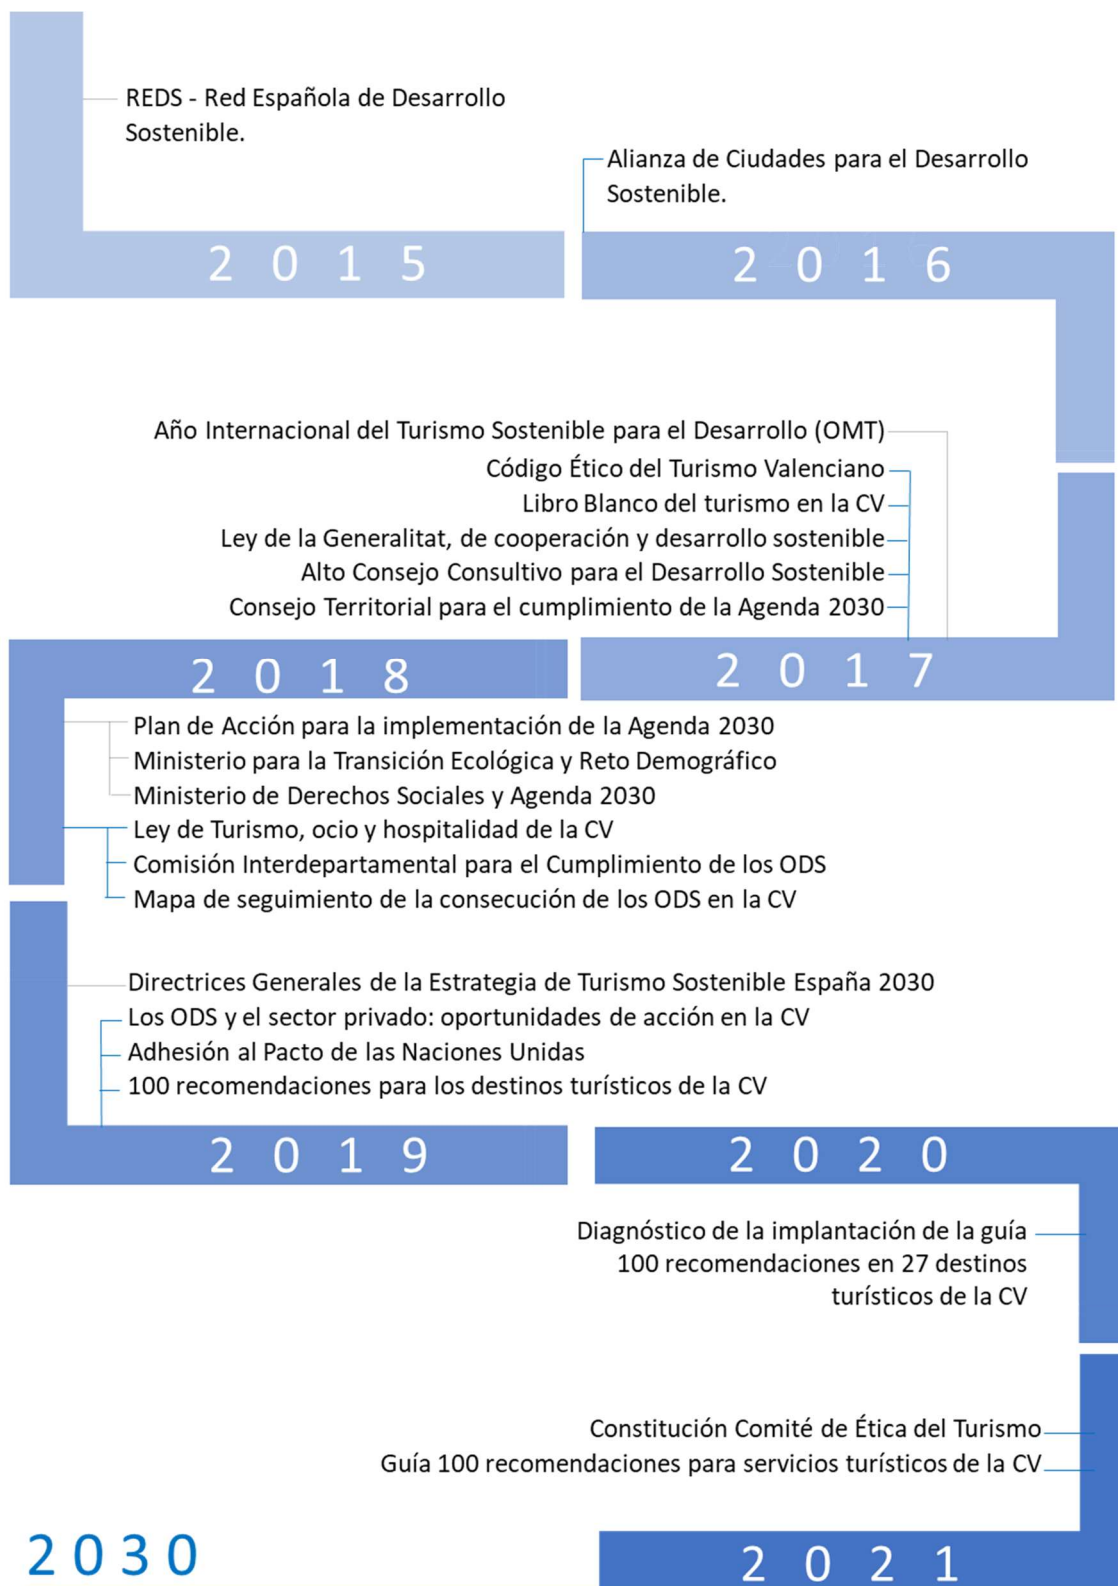 REDS - Red Española de Desarrollo
Sostenible.
Alianza de Ciudades para el Desarrollo
Sostenible.
2 0 1 5
2 0 1 6
Año Internacional del Turismo Sostenible para el Desarrollo (OMT)
Código Ético del Turismo Valenciano
Libro Blanco del turismo en la CV
Ley de la Generalitat, de cooperación y desarrollo sostenible
Alto Consejo Consultivo para el Desarrollo Sostenible
Consejo Territorial para el cumplimiento de la Agenda 2030
2 0 1 7
2 0 1 8
Plan de Acción para la implementación de la Agenda 2030
Ministerio para la Transición Ecológica y Reto Demográfico
Ministerio de Derechos Sociales y Agenda 2030
Ley de Turismo, ocio y hospitalidad de la CV
Comisión Interdepartamental para el Cumplimiento de los ODS
Mapa de seguimiento de la consecución de los ODS en la CV
Directrices Generales de la Estrategia de Turismo Sostenible España 2030
Los ODS y el sector privado: oportunidades de acción en la CV
Adhesión al Pacto de las Naciones Unidas
100 recomendaciones para los destinos turísticos de la CV
2 0 1 9
2 0 2 0
Diagnóstico de la implantación de la guía
100 recomendaciones en 27 destinos
turísticos de la CV
Constitución Comité de Ética del Turismo
Guía 100 recomendaciones para servicios turísticos de la CV
2 0 2 1
2 0 3 0